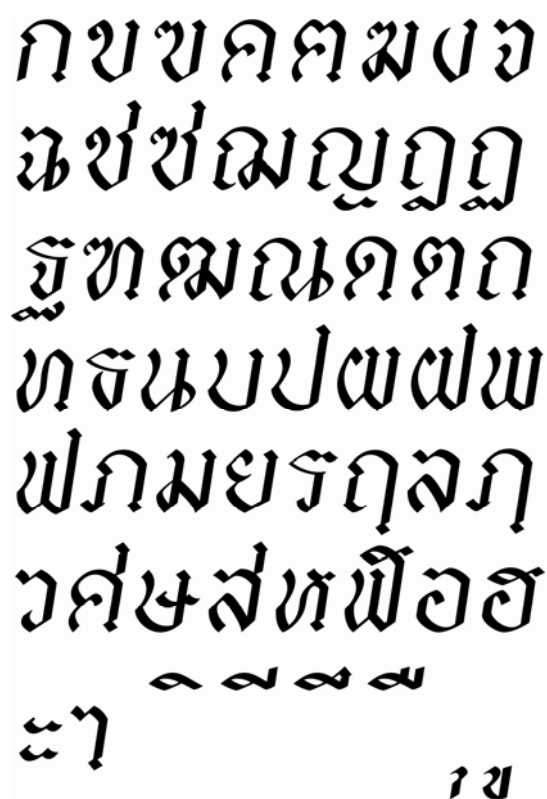 กขฃคฅฆงจ
ฉชซฌญฎฏ
ฐฑฒณดตถ
ทธนบปผฝพ
ฟภมยรฤลฦ
วศษสหฬอฮ
ะา ิ ี ึ ื
 ุ ู